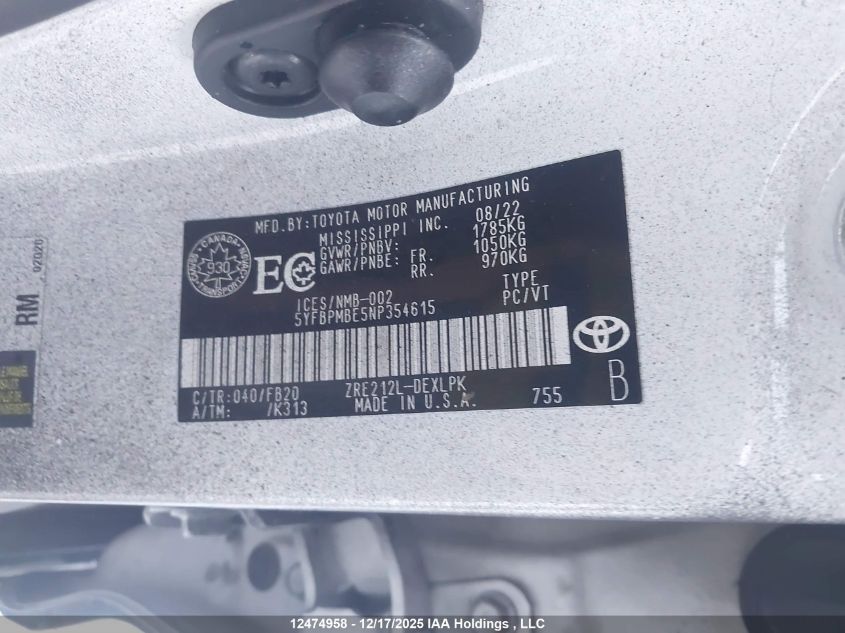 MFD.BY:TOYOTA MOTOR MANUFACTURING
MISSISSIPPI INC. 08/22
GVWR/PNBV: 1785KG
GAWR/PNBE: FR. 1050KG
RR. 970KG
CANADA
TRANSPORT
930
EC
ICES/NMB-002
TYPE
5YFBPMBE5NP354615 PC/VT
C/TR:040/FB20 ZRE212L-DEXLPK
A/TM: /K313 MADE IN U.S.A. 755
B
RM
12474958 - 12/17/2025 IAA Holdings , LLC